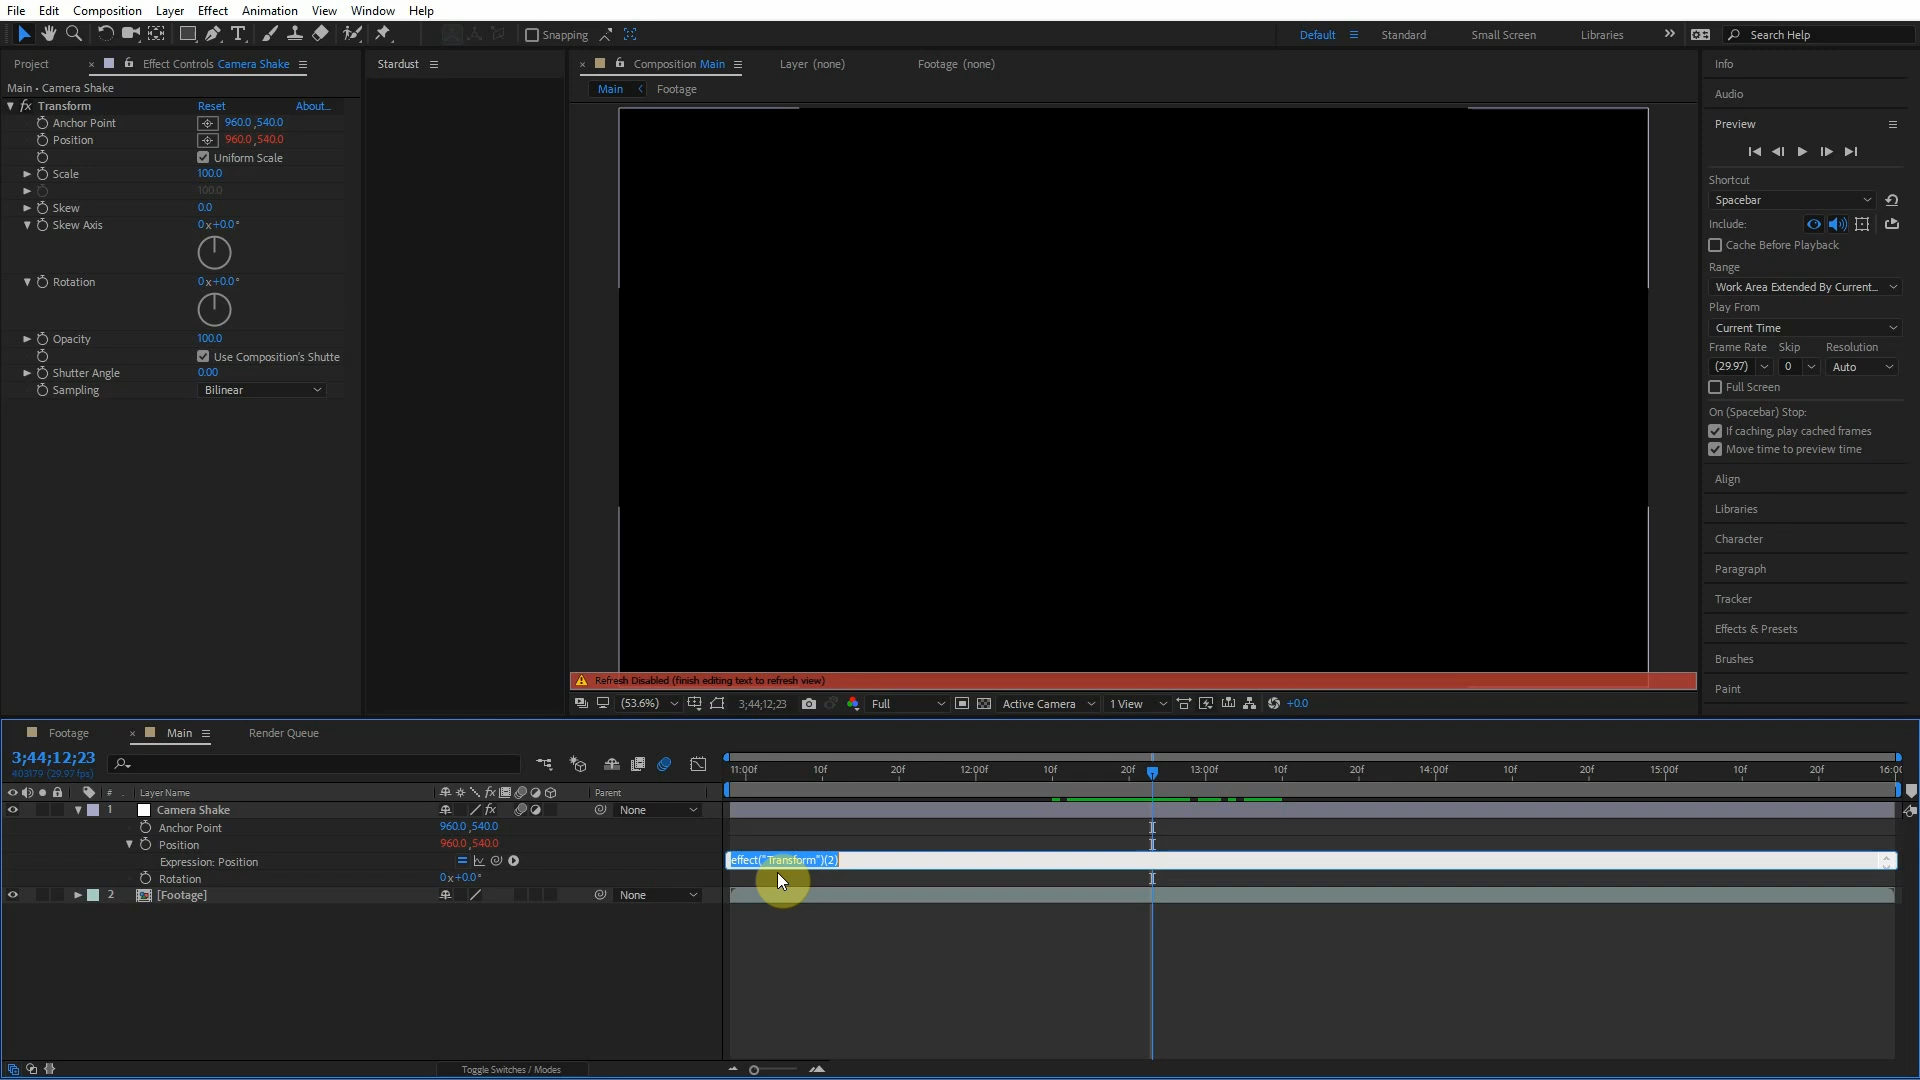 File Edit Composition Layer Effect Animation View Window Help
Snapping
Default
Standard
Small Screen
Libraries
Search Help
Project
Effect Controls Camera Shake
Main • Camera Shake
Transform Reset About...
Anchor Point 960.0 ,540.0
Position 960.0 ,540.0
Uniform Scale
Scale 100.0
100.0
Skew 0.0
Skew Axis 0x+0.0°
Rotation 0x+0.0°
Opacity 100.0
Use Composition's Shutte
Shutter Angle 0.00
Sampling Bilinear
Stardust
Composition Main
Layer (none)
Footage (none)
Main
Footage
Refresh Disabled (finish editing text to refresh view)
(53.6%) 3;44;12;23 Full Active Camera 1 View +0.0
Info
Audio
Preview
Shortcut
Spacebar
Include:
Cache Before Playback
Range
Work Area Extended By Current...
Play From
Current Time
Frame Rate Skip Resolution
(29.97) 0 Auto
Full Screen
On (Spacebar) Stop:
If caching, play cached frames
Move time to preview time
Align
Libraries
Character
Paragraph
Tracker
Effects & Presets
Brushes
Paint
Footage
Main
Render Queue
3;44;12;23
403179 (29.97 fps)
11:00f 10f 20f 12:00f 10f 20f 13:00f 10f 20f 14:00f 10f 20f 15:00f 10f 20f 16:00
# Layer Name Parent
1 Camera Shake None
Anchor Point 960.0 ,540.0
Position 960.0 ,540.0
Expression: Position effect("Transform")(2)
Rotation 0x+0.0°
2 [Footage] None
Toggle Switches / Modes